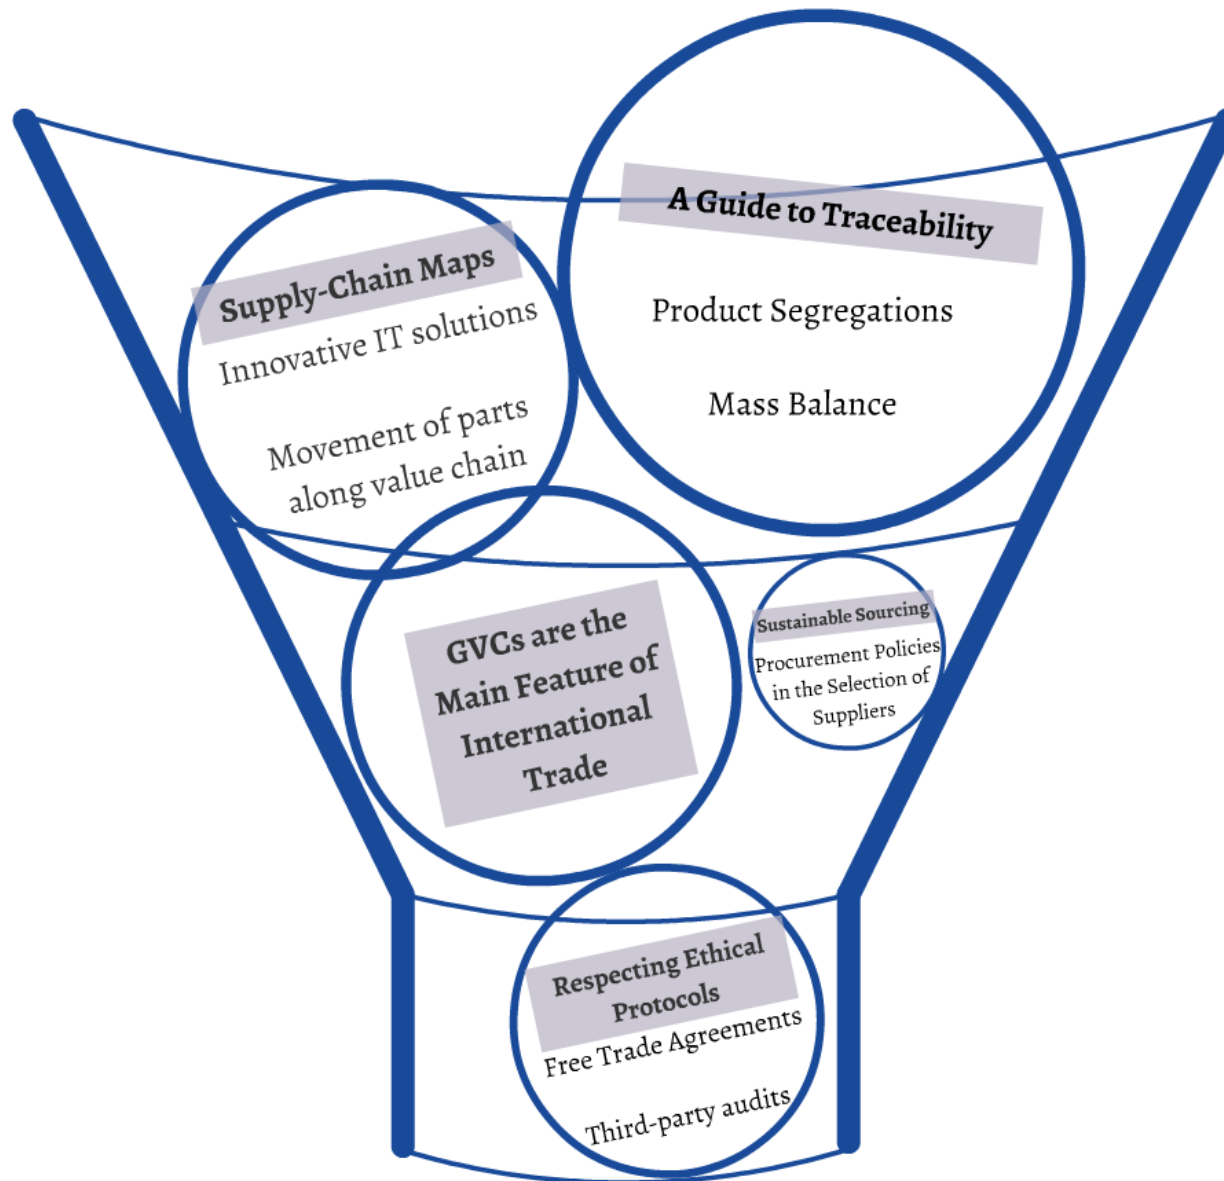 Supply-Chain Maps
Innovative IT solutions
Movement of parts
along value chain
A Guide to Traceability
Product Segregations
Mass Balance
GVCs are the
Main Feature of
International
Trade
Sustainable Sourcing
Procurement Policies
in the Selection of
Suppliers
Respecting Ethical
Protocols
Free Trade Agreements
Third-party audits